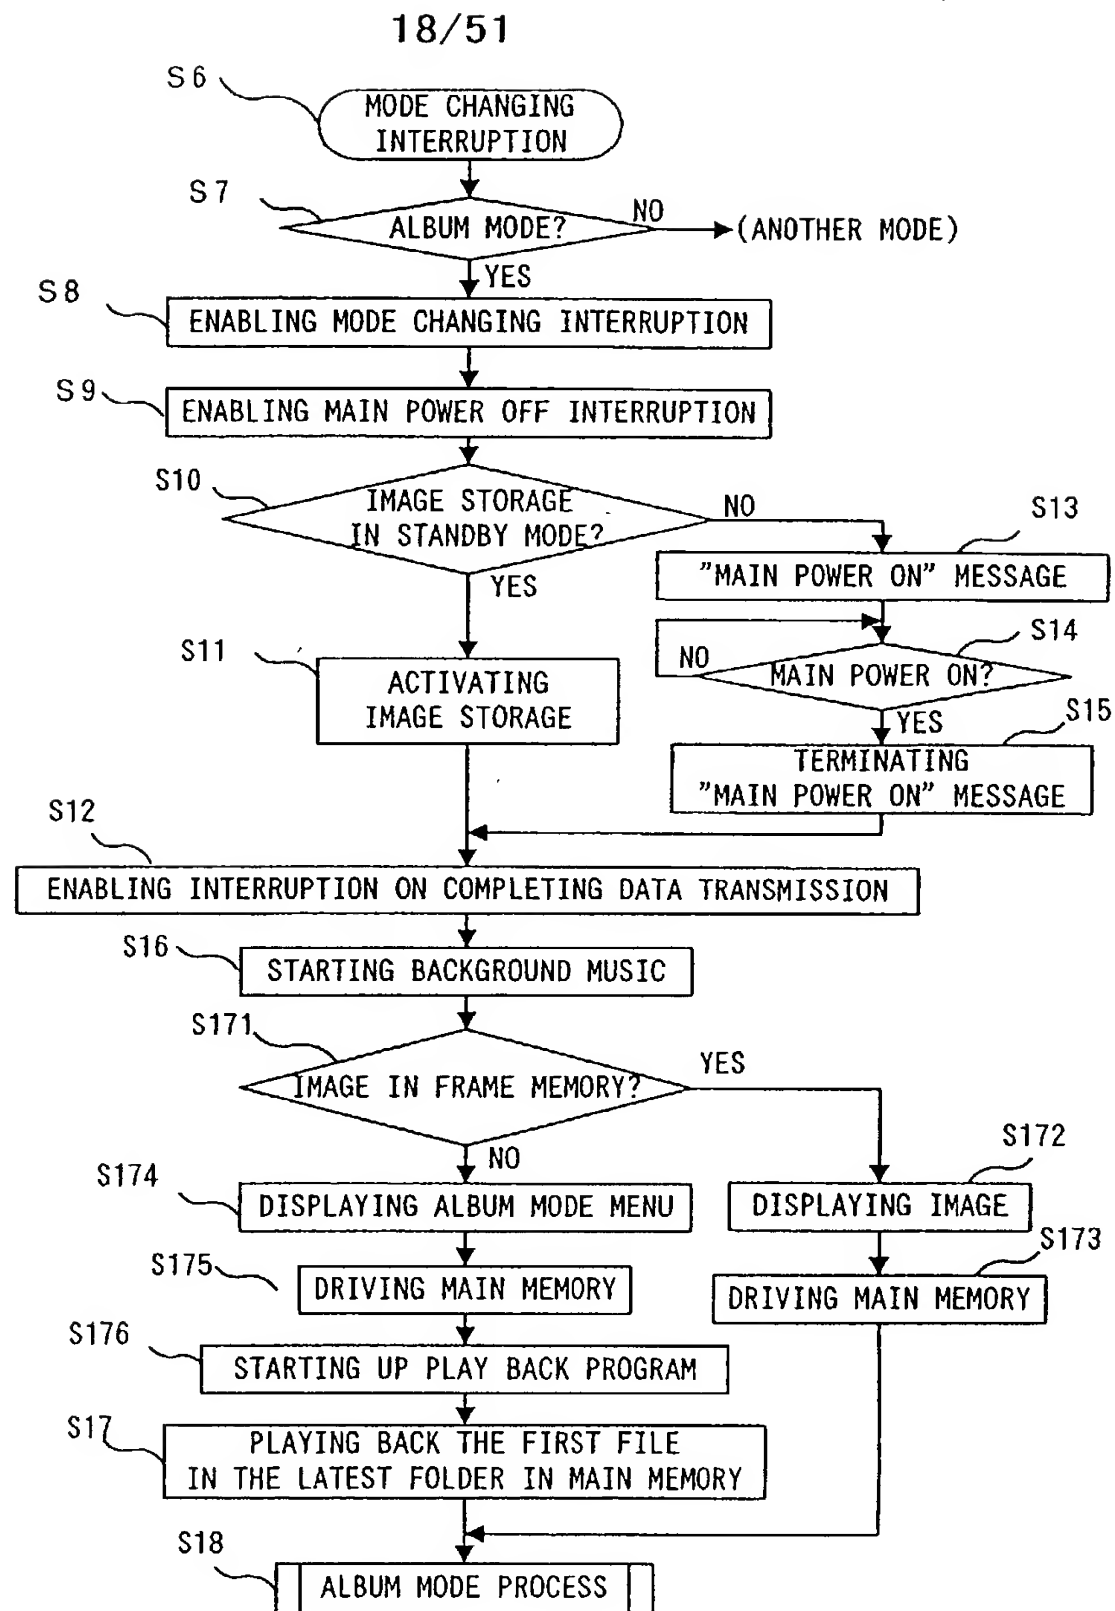 18/51
S6
MODE CHANGING
INTERRUPTION
S7
ALBUM MODE?
NO
(ANOTHER MODE)
YES
S8
ENABLING MODE CHANGING INTERRUPTION
S9
ENABLING MAIN POWER OFF INTERRUPTION
S10
IMAGE STORAGE
IN STANDBY MODE?
NO
YES
S13
"MAIN POWER ON" MESSAGE
S14
MAIN POWER ON?
NO
YES
S11
ACTIVATING
IMAGE STORAGE
S15
TERMINATING
"MAIN POWER ON" MESSAGE
S12
ENABLING INTERRUPTION ON COMPLETING DATA TRANSMISSION
S16
STARTING BACKGROUND MUSIC
S171
IMAGE IN FRAME MEMORY?
YES
NO
S172
DISPLAYING IMAGE
S173
DRIVING MAIN MEMORY
S174
DISPLAYING ALBUM MODE MENU
S175
DRIVING MAIN MEMORY
S176
STARTING UP PLAY BACK PROGRAM
S17
PLAYING BACK THE FIRST FILE
IN THE LATEST FOLDER IN MAIN MEMORY
S18
ALBUM MODE PROCESS